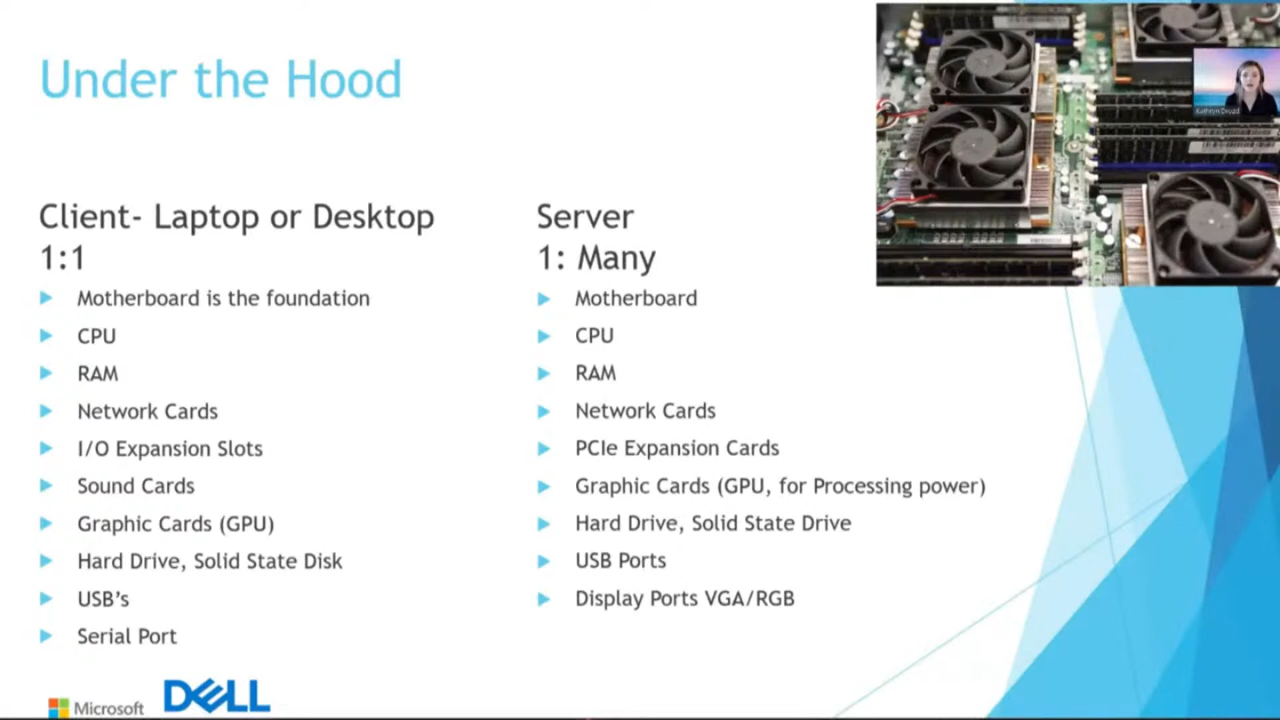 Under the Hood
Kathryn Drozd
Client- Laptop or Desktop
1:1
Motherboard is the foundation
CPU
RAM
Network Cards
I/O Expansion Slots
Sound Cards
Graphic Cards (GPU)
Hard Drive, Solid State Disk
USB's
Serial Port
Server
1: Many
Motherboard
CPU
RAM
Network Cards
PCIe Expansion Cards
Graphic Cards (GPU, for Processing power)
Hard Drive, Solid State Drive
USB Ports
Display Ports VGA/RGB
Microsoft
DELL